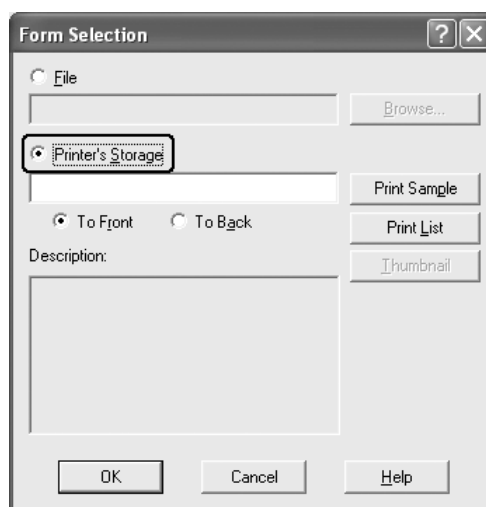 Form Selection
File
Browse...
Printer's Storage
Print Sample
To Front To Back
Print List
Description:
Thumbnail
OK Cancel Help